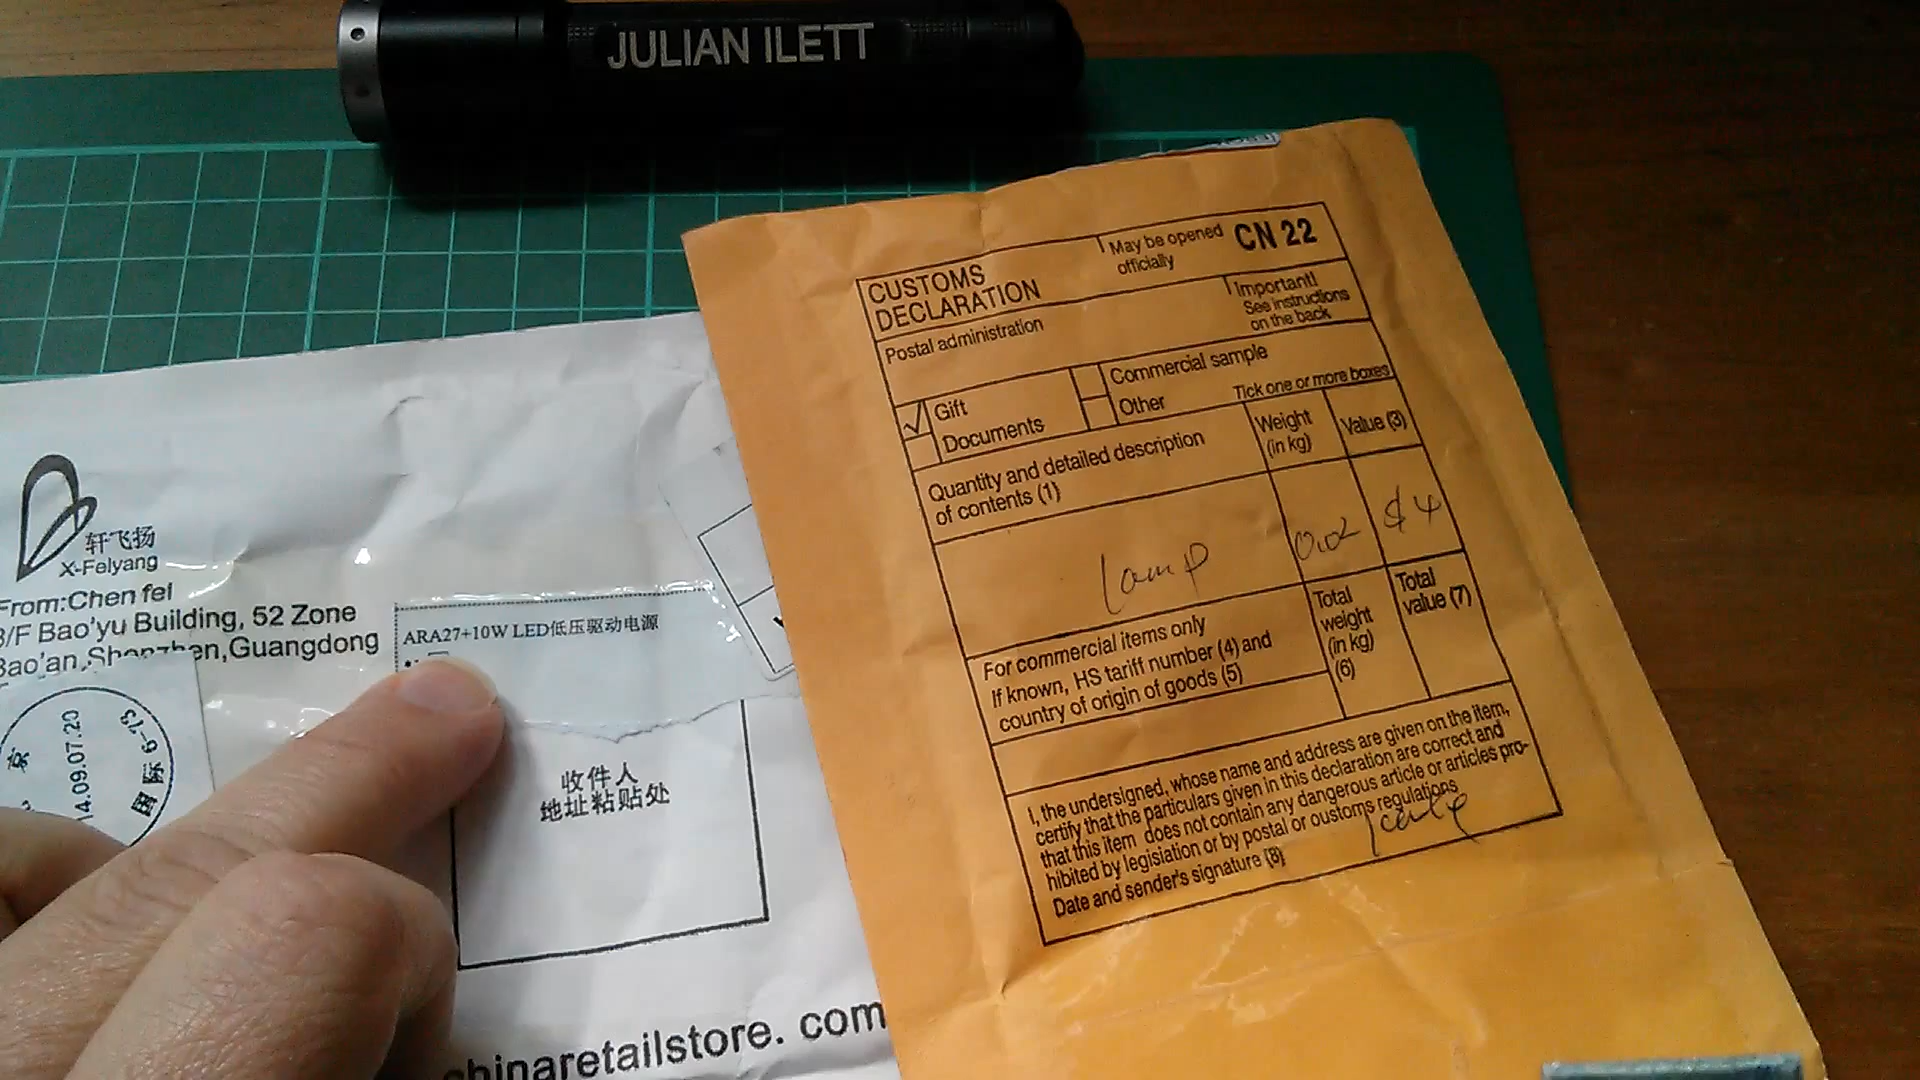 JULIAN ILETT
轩飞扬
X-Felyang
From:Chen fei
3/F Bao'yu Building, 52 Zone
Bao'an,Shenzhen,Guangdong
ARA27+10W LED低压驱动电源
14.09.07.20
国际 6-73
收件人
地址粘贴处
chinaretailstore. com
CUSTOMS
DECLARATION
May be opened
officially
CN 22
Postal administration
Important!
See instructions
on the back
Gift
Commercial sample
Documents
Other
Tick one or more boxes
Quantity and detailed description
of contents (1)
Weight
(in kg)
Value (3)
lamp
0.02
$4
For commercial items only
If known, HS tariff number (4) and
country of origin of goods (5)
Total
weight
(in kg)
(6)
Total
value (7)
I, the undersigned, whose name and address are given on the item,
certify that the particulars given in this declaration are correct and
that this item does not contain any dangerous article or articles pro-
hibited by legislation or by postal or oustoms regulations
Date and sender's signature (8)